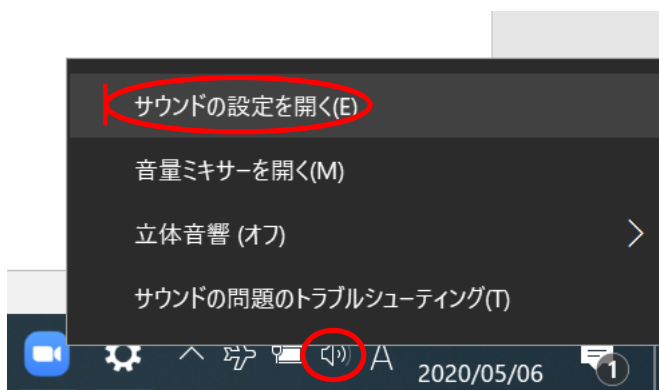 サウンドの設定を開く(E)
音量ミキサーを開く(M)
立体音響 (オフ)
サウンドの問題のトラブルシューティング(T)
A
2020/05/06
1